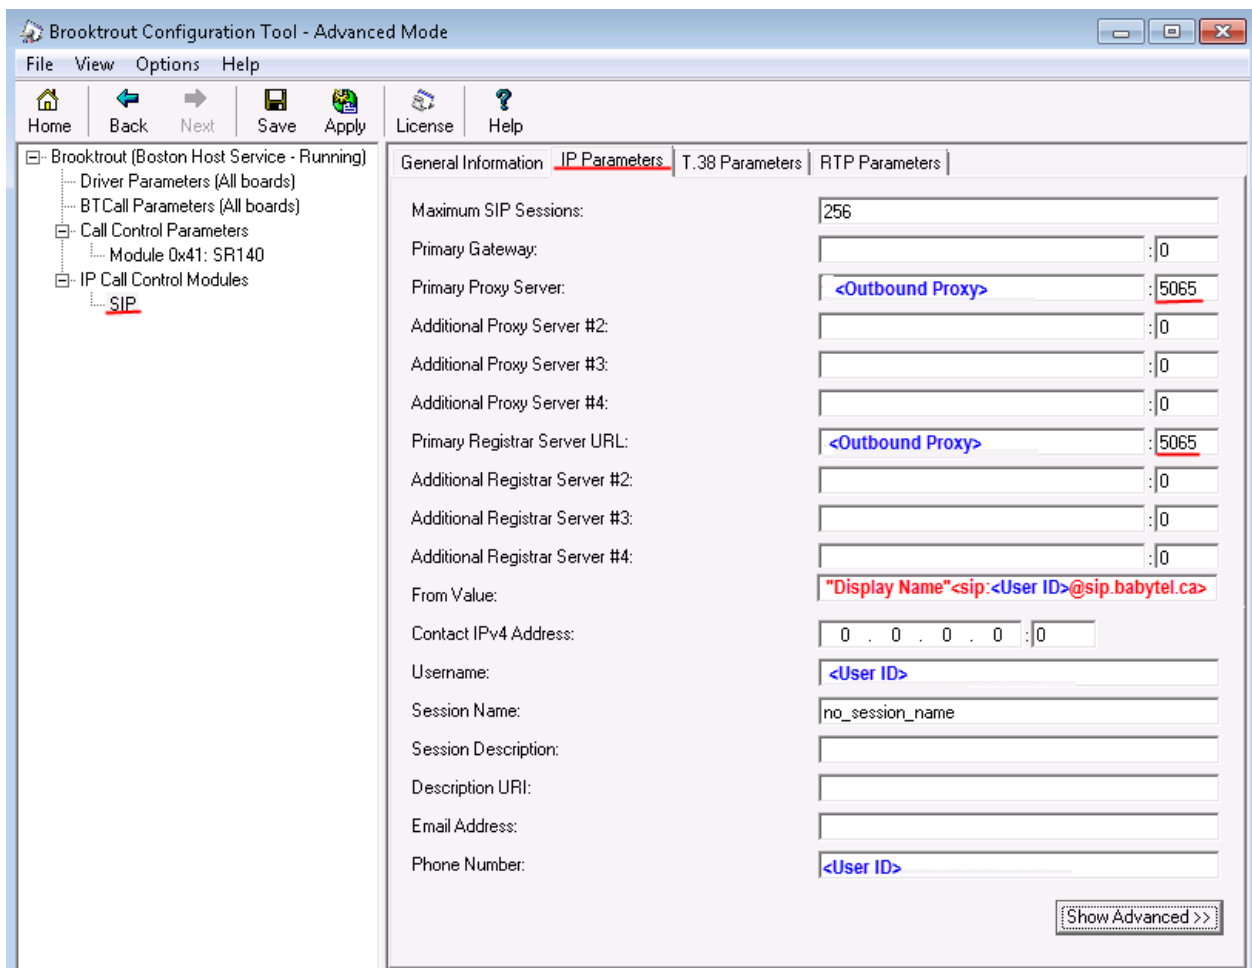 Brooktrout Configuration Tool - Advanced Mode
File View Options Help
Home Back Next Save Apply License Help
Brooktrout (Boston Host Service - Running)
Driver Parameters (All boards)
BTCall Parameters (All boards)
Call Control Parameters
Module 0x41: SR140
IP Call Control Modules
SIP
General Information IP Parameters T.38 Parameters RTP Parameters
Maximum SIP Sessions: 256
Primary Gateway: :0
Primary Proxy Server: <Outbound Proxy> :5065
Additional Proxy Server #2: :0
Additional Proxy Server #3: :0
Additional Proxy Server #4: :0
Primary Registrar Server URL: <Outbound Proxy> :5065
Additional Registrar Server #2: :0
Additional Registrar Server #3: :0
Additional Registrar Server #4: :0
From Value: "Display Name"<sip:<User ID>@sip.babytel.ca>
Contact IPv4 Address: 0 . 0 . 0 . 0 :0
Username: <User ID>
Session Name: no_session_name
Session Description:
Description URI:
Email Address:
Phone Number: <User ID>
Show Advanced >>